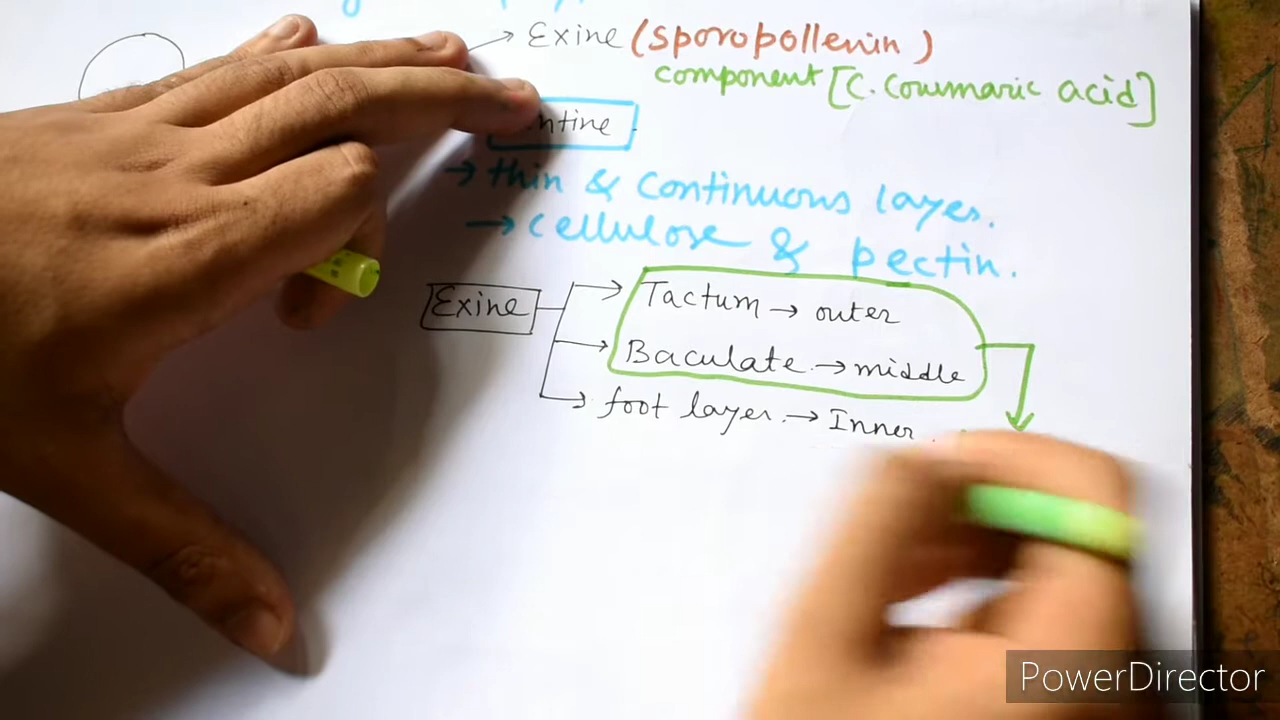 Exine (sporopollenin)
component [C. Coumaric acid]
Intine
→ thin & Continuous layer.
→ cellulose & pectin.
Exine
Tactum → outer
Baculate → middle
foot layer → Inner
PowerDirector